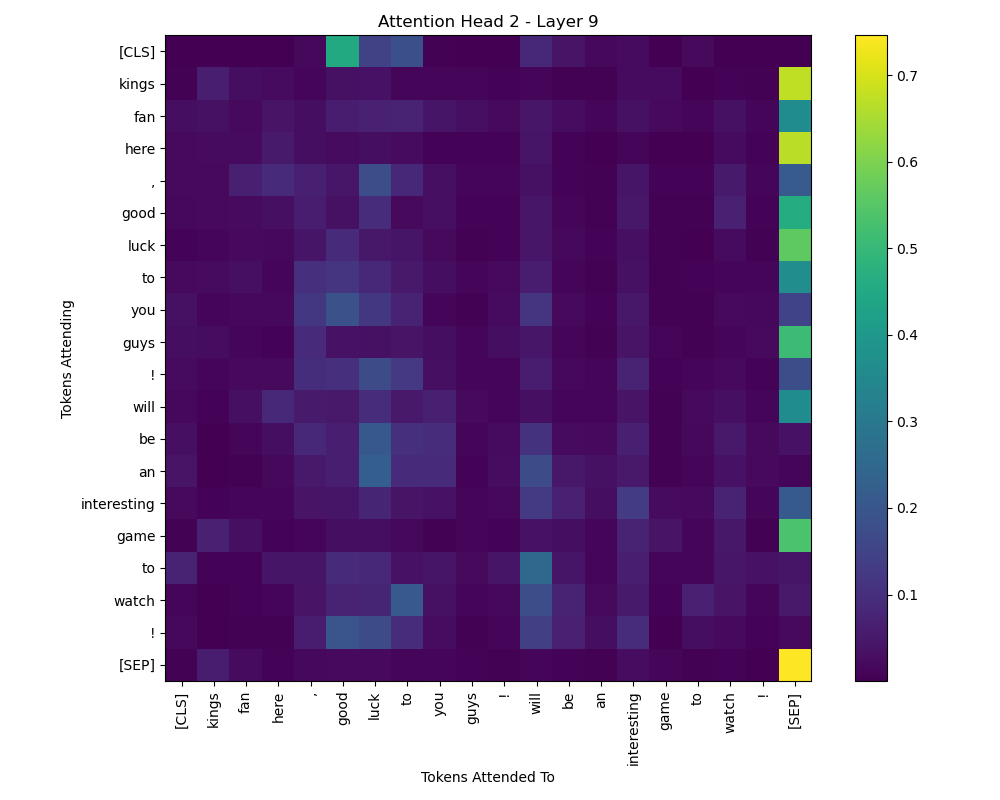 Attention Head 2 - Layer 9
Tokens Attending
[CLS]
kings
fan
here
,
good
luck
to
you
guys
!
will
be
an
interesting
game
to
watch
!
[SEP]
[CLS]
kings
fan
here
,
good
luck
to
you
guys
!
will
be
an
interesting
game
to
watch
!
[SEP]
Tokens Attended To
0.7
0.6
0.5
0.4
0.3
0.2
0.1